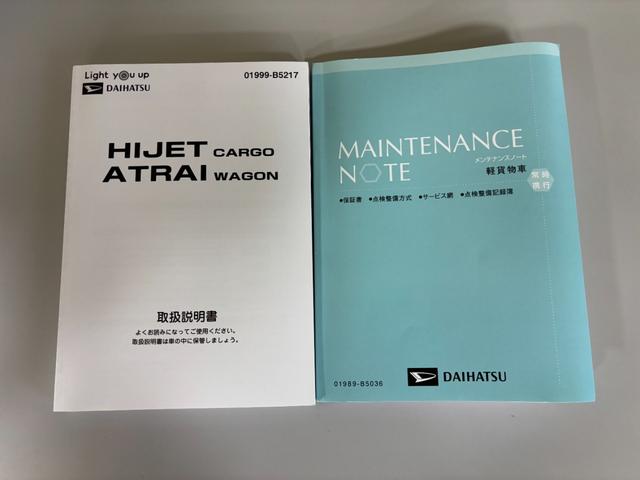 Light you up
DAIHATSU
01999-B5217
HIJET CARGO
ATRAI WAGON
取扱説明書
よくお読みになってご使用ください。
取扱説明書は車の中に保管しましょう。
MAINTENANCE
NOTE
メンテナンスノート
軽貨物車
常時
携行
●保証書 ●点検整備方式 ●サービス網 ●点検整備記録簿
01989-B5036
DAIHATSU